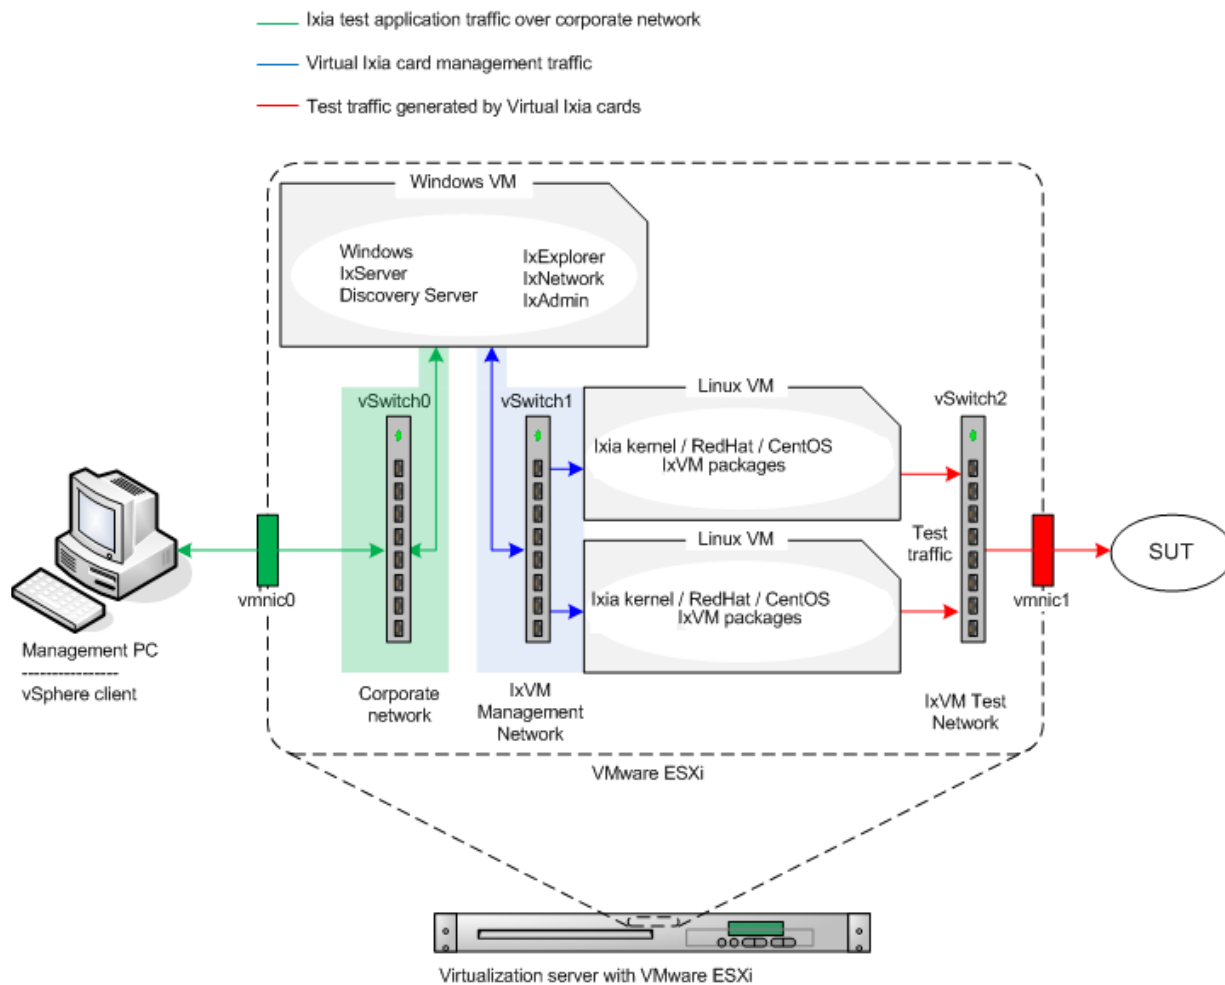 Ixia test application traffic over corporate network
Virtual Ixia card management traffic
Test traffic generated by Virtual Ixia cards
Windows VM
Windows
IxServer
Discovery Server
IxExplorer
IxNetwork
IxAdmin
vSwitch0
vSwitch1
Linux VM
vSwitch2
Ixia kernel / RedHat / CentOS
IxVM packages
Linux VM
Test
traffic
SUT
vmnic0
Ixia kernel / RedHat / CentOS
IxVM packages
vmnic1
Management PC
----------------
vSphere client
Corporate
network
IxVM
Management
Network
IxVM Test
Network
VMware ESXi
Virtualization server with VMware ESXi